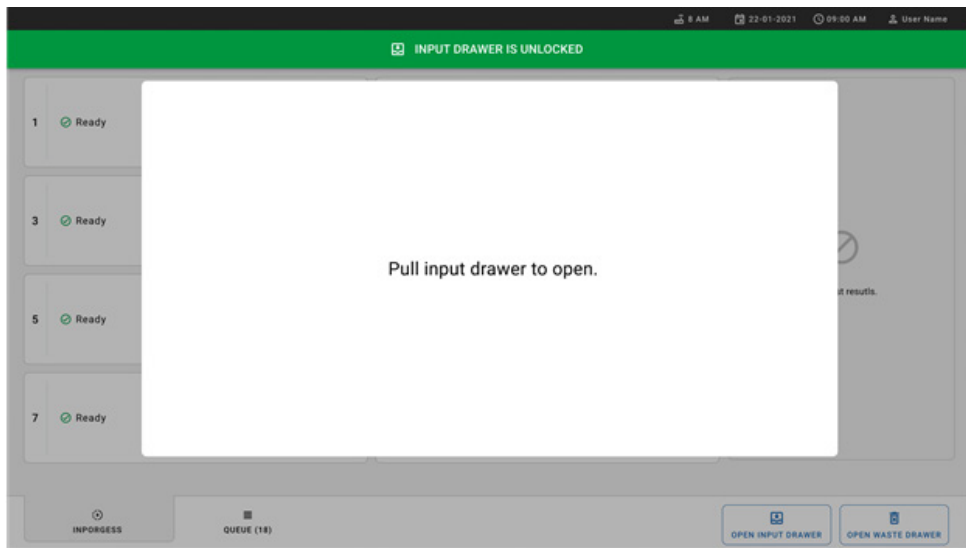 8 AM 22-01-2021 09:00 AM User Name
INPUT DRAWER IS UNLOCKED
1 Ready
3 Ready
Pull input drawer to open.
t resutls.
5 Ready
7 Ready
INPORGESS
QUEUE (18)
OPEN INPUT DRAWER
OPEN WASTE DRAWER